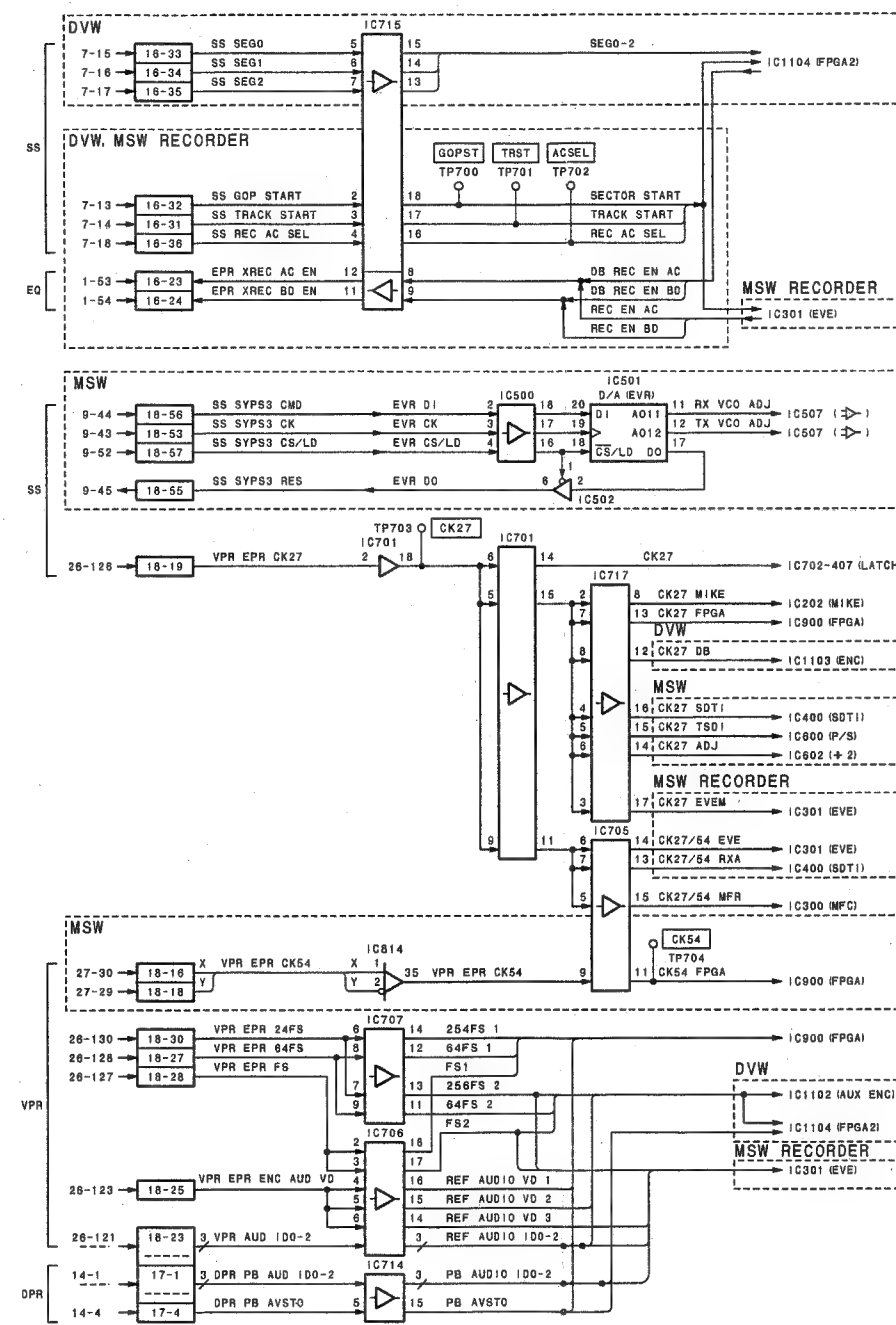 DVW
IC715
7-15 16-33 SS SEG0 5 15 SEG0-2
7-16 16-34 SS SEG1 6 14 IC1104 (FPGA2)
7-17 16-35 SS SEG2 7 13
SS
DVW, MSW RECORDER
GOPST TRST ACSEL
TP700 TP701 TP702
7-13 16-32 SS GOP START 2 18 SECTOR START
7-14 16-31 SS TRACK START 3 17 TRACK START
7-18 16-36 SS REC AC SEL 4 16 REC AC SEL
EQ
1-53 16-23 EPR XREC AC EN 12 8 DB REC EN AC
1-54 16-24 EPR XREC BD EN 11 9 DB REC EN BD
MSW RECORDER
REC EN AC
IC301 (EVE)
REC EN BD
MSW
IC501
IC500 D/A (EVR)
9-44 18-56 SS SYPS3 CMD EVR DI 2 18 20 DI AO11 11 RX VCO ADJ IC507
9-43 18-53 SS SYPS3 CK EVR CK 3 17 19 AO12 12 TX VCO ADJ IC507
9-52 18-57 SS SYPS3 CS/LD EVR CS/LD 4 16 18 CS/LD DO 17
1
SS
9-45 18-55 SS SYPS3 RES EVR DO 6 2
IC502
TP703 CK27
IC701 IC701
26-126 18-19 VPR EPR CK27 2 18 6 14 CK27 IC702-407 (LATCH
IC717
5 15 2 8 CK27 MIKE IC202 (MIKE)
7 13 CK27 FPGA IC900 (FPGA)
DVW
8 12 CK27 DB IC1103 (ENC)
MSW
4 16 CK27 SDTI IC400 (SDTI)
5 15 CK27 TSDI IC600 (P/S)
6 14 CK27 ADJ IC602 (÷2)
MSW RECORDER
3 17 CK27 EVEM IC301 (EVE)
IC705
9 11 6 14 CK27/54 EVE IC301 (EVE)
7 13 CK27/54 RXA IC400 (SDTI)
5 15 CK27/54 MFR IC300 (MFC)
MSW
CK54
IC814 TP704
27-30 18-16 X VPR EPR CK54 X 1 35 VPR EPR CK54 9 11 CK54 FPGA IC900 (FPGA)
27-29 18-18 Y Y 2
IC707
26-130 18-30 VPR EPR 24FS 6 14 254FS 1 IC900 (FPGA)
26-128 18-27 VPR EPR 64FS 8 12 64FS 1
26-127 18-28 VPR EPR FS FS1
DVW
7 13 256FS 2 IC1102 (AUX ENC)
9 11 64FS 2
VPR
IC706 FS2
IC1104 (FPGA2)
2 18
MSW RECORDER
3 17 IC301 (EVE)
26-123 18-25 VPR EPR ENC AUD VD 4 16 REF AUDIO VD 1
5 15 REF AUDIO VD 2
6 14 REF AUDIO VD 3
26-121 18-23 3 VPR AUD ID0-2 3 REF AUDIO ID0-2
IC714
DPR
14-1 17-1 3 DPR PB AUD ID0-2 3 PB AUDIO ID0-2
14-4 17-4 DPR PB AVST0 5 15 PB AVST0